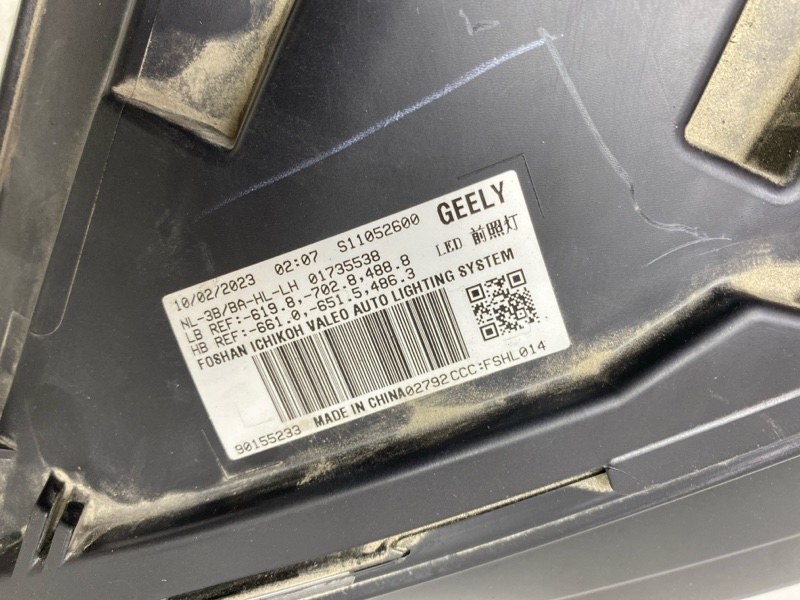 10/02/2023 02:07 S11052600 GEELY
NL-3B/BA-HL-LH 01735538 LED 前照灯
LB REF:-619.8,-702.8,488.8
HB REF:-661.0,-651.5,486.3
FOSHAN ICHIKOH VALEO AUTO LIGHTING SYSTEM
90155233 MADE IN CHINA02792CCC:FSHL014